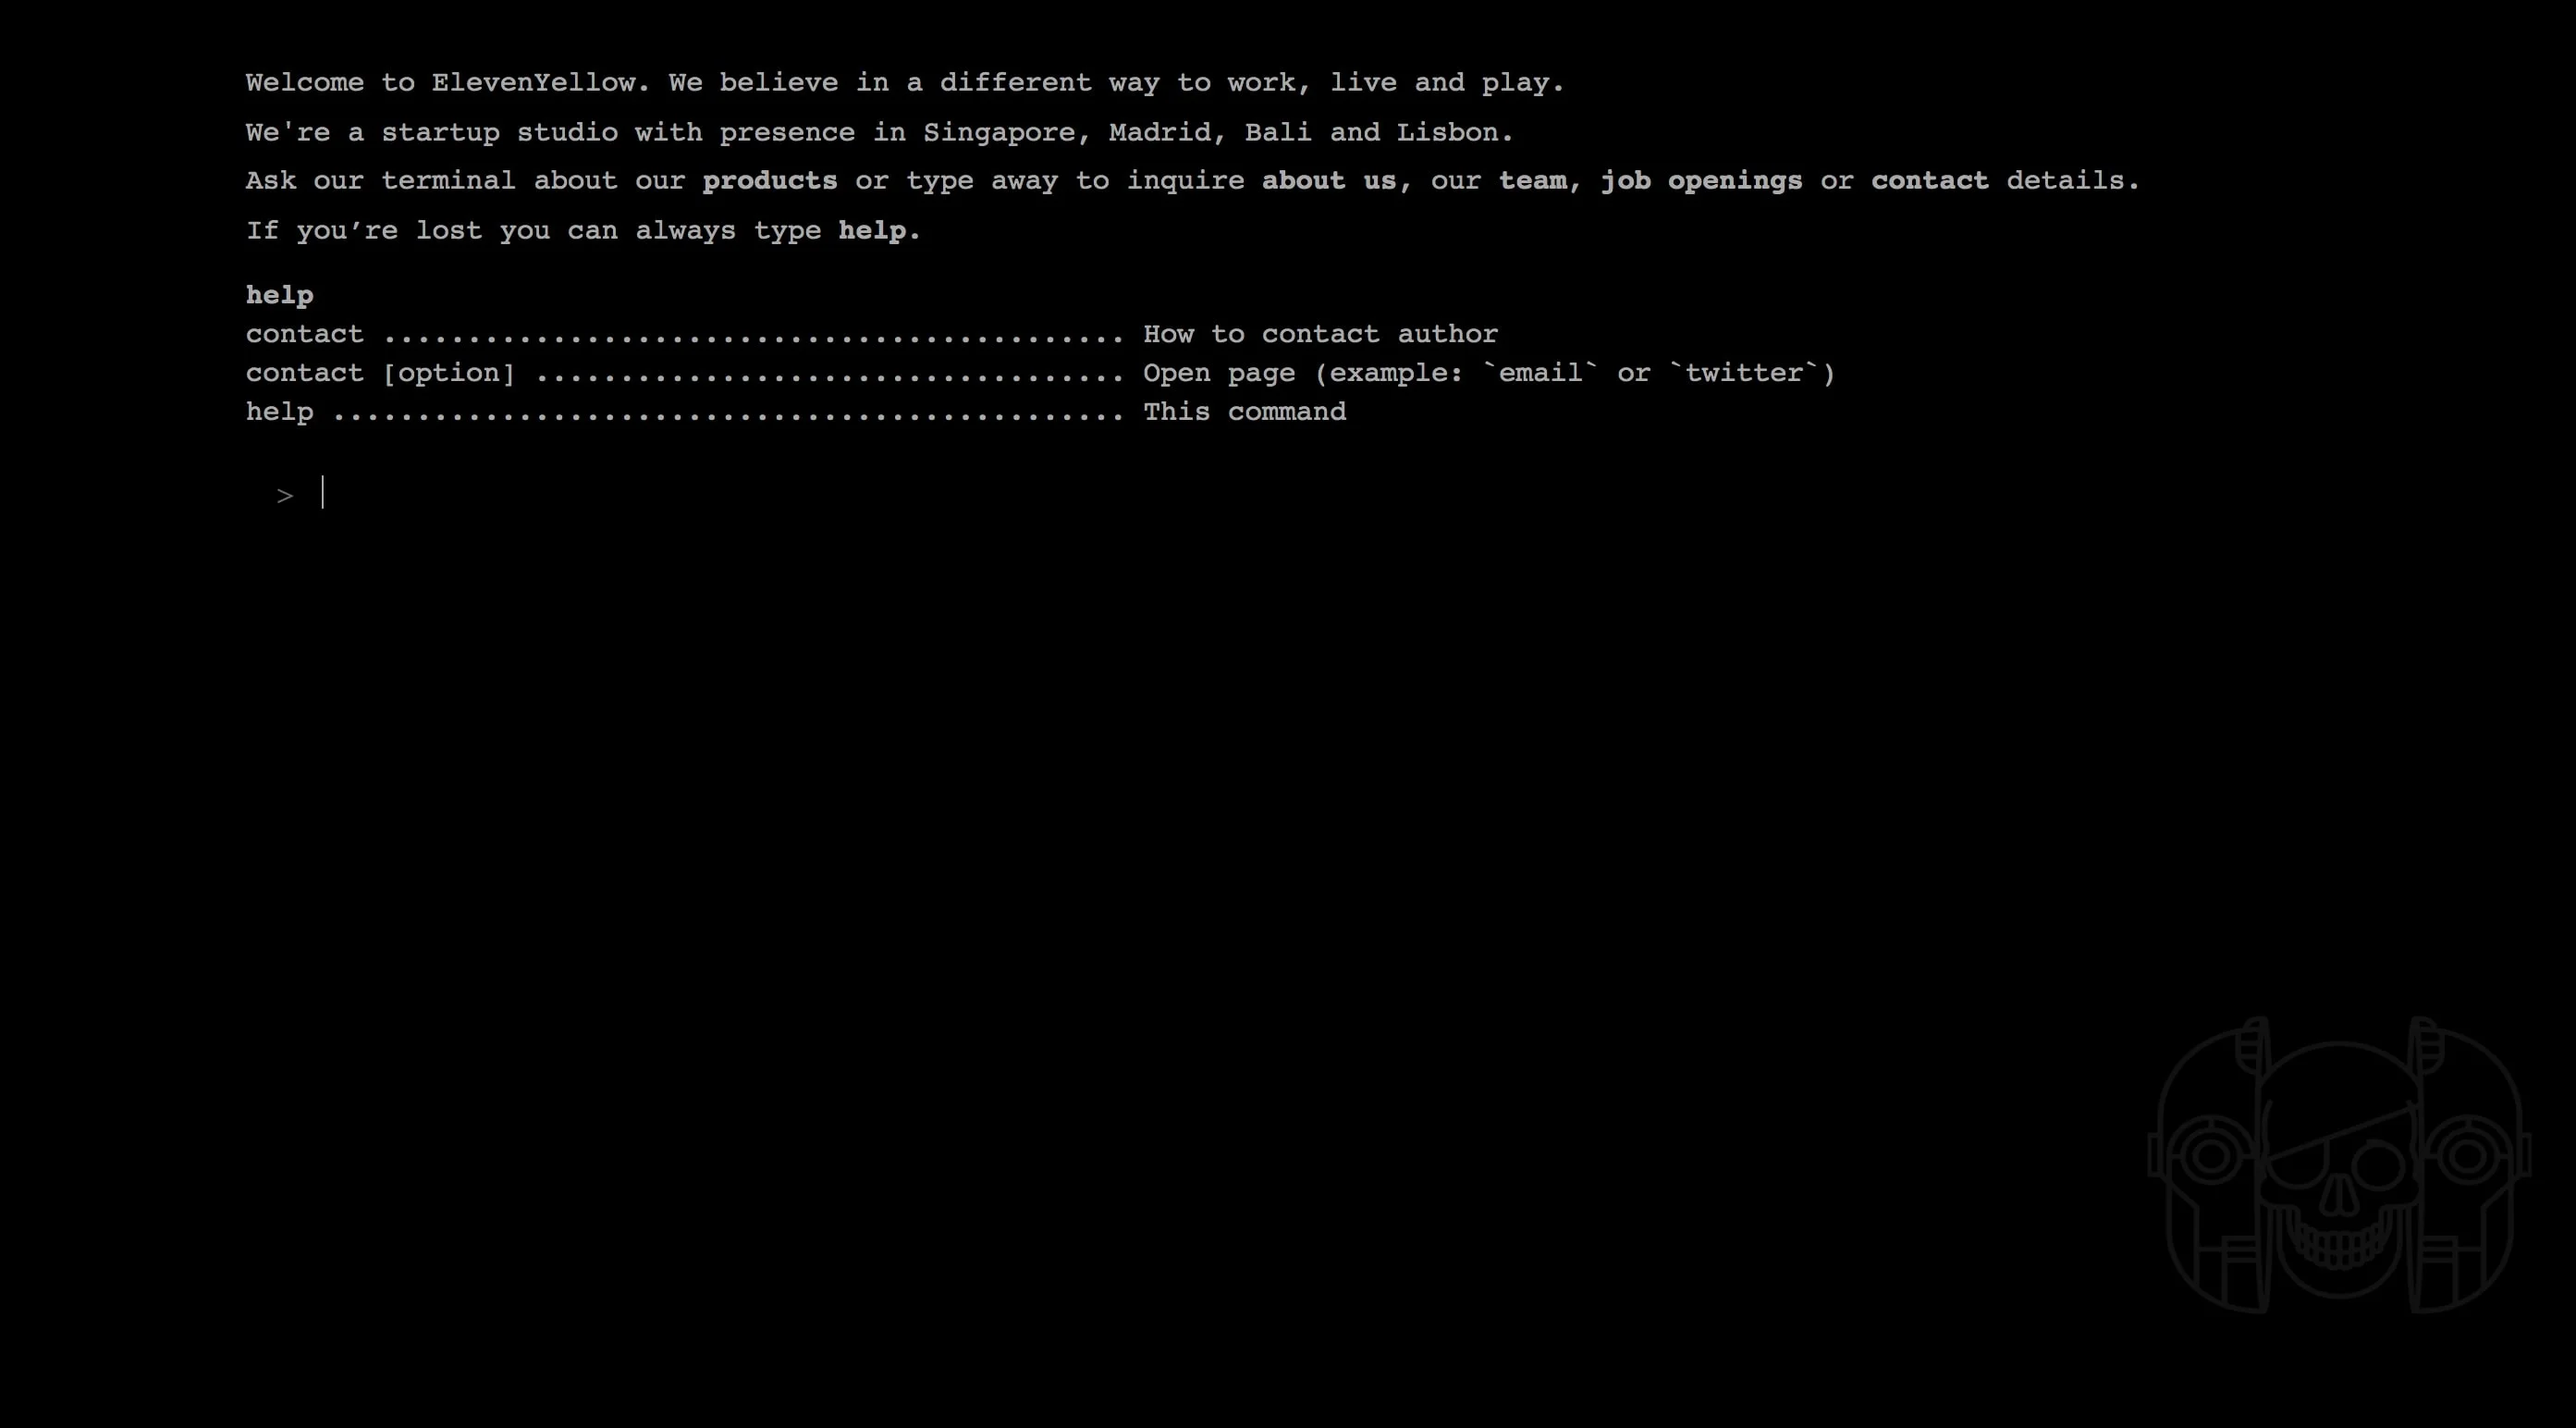 Welcome to ElevenYellow. We believe in a different way to work, live and play.
We're a startup studio with presence in Singapore, Madrid, Bali and Lisbon.
Ask our terminal about our products or type away to inquire about us, our team, job openings or contact details.
If you’re lost you can always type help.
help
contact ............................................ How to contact author
contact [option] ................................... Open page (example: `email` or `twitter`)
help ............................................... This command
>